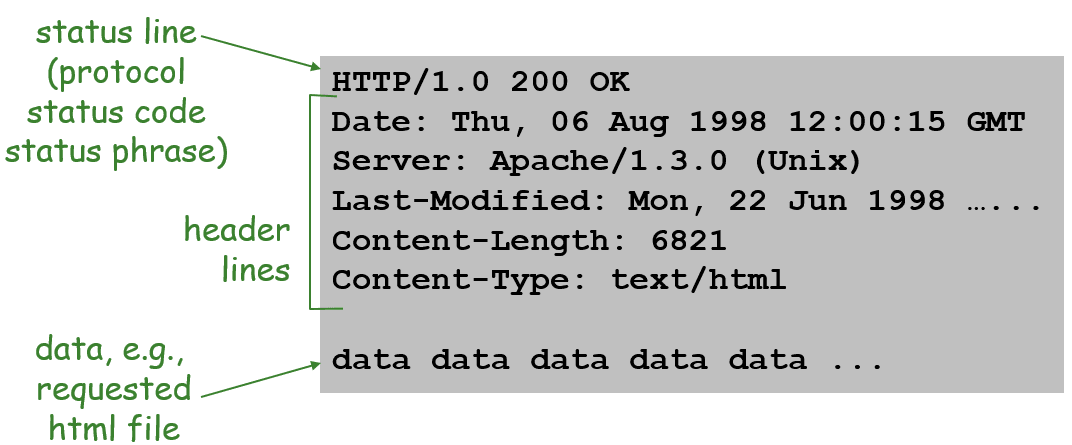 status line
(protocol
status code
status phrase)
HTTP/1.0 200 OK
Date: Thu, 06 Aug 1998 12:00:15 GMT
Server: Apache/1.3.0 (Unix)
Last-Modified: Mon, 22 Jun 1998 …...
Content-Length: 6821
Content-Type: text/html
header
lines
data, e.g.,
requested
html file
data data data data data ...